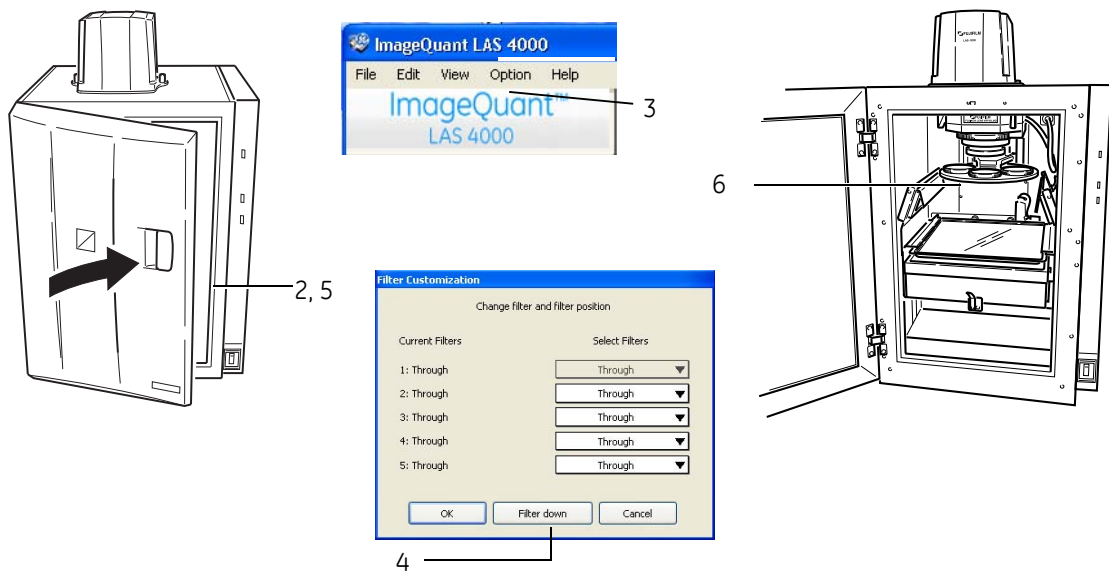 ImageQuant LAS 4000
File Edit View Option Help
ImageQuant™
LAS 4000
3
2, 5
6
FUJIFILM
Filter Customization
Change filter and filter position
Current Filters Select Filters
1: Through Through
2: Through Through
3: Through Through
4: Through Through
5: Through Through
OK Filter down Cancel
4